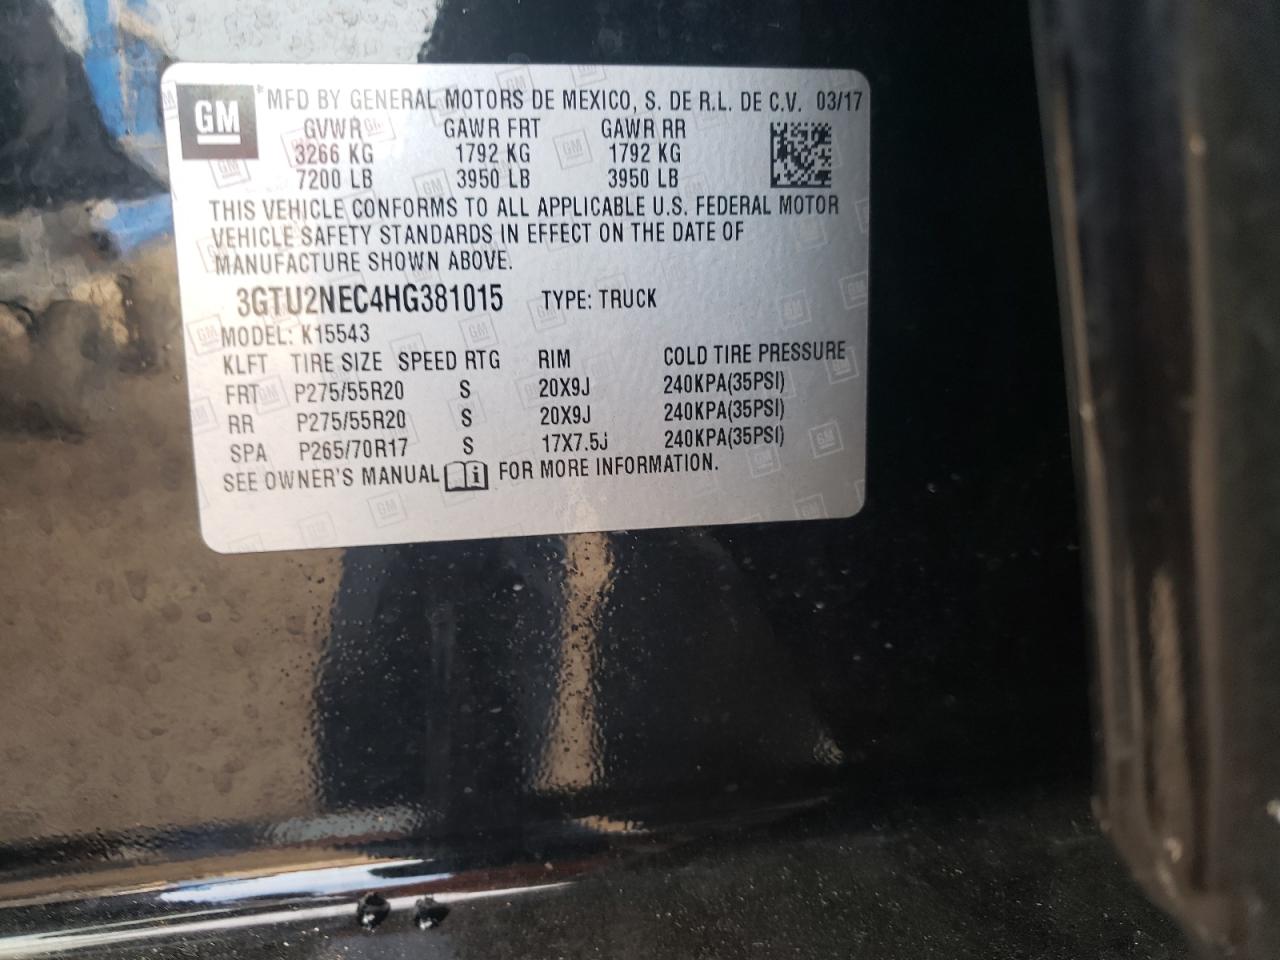 GM *MFD BY GENERAL MOTORS DE MEXICO, S. DE R.L. DE C.V. 03/17
GVWR GAWR FRT GAWR RR
3266 KG 1792 KG 1792 KG
7200 LB 3950 LB 3950 LB
THIS VEHICLE CONFORMS TO ALL APPLICABLE U.S. FEDERAL MOTOR
VEHICLE SAFETY STANDARDS IN EFFECT ON THE DATE OF
MANUFACTURE SHOWN ABOVE.
3GTU2NEC4HG381015 TYPE: TRUCK
MODEL: K15543
KLFT TIRE SIZE SPEED RTG RIM COLD TIRE PRESSURE
FRT P275/55R20 S 20X9J 240KPA(35PSI)
RR P275/55R20 S 20X9J 240KPA(35PSI)
SPA P265/70R17 S 17X7.5J 240KPA(35PSI)
SEE OWNER'S MANUAL i FOR MORE INFORMATION.